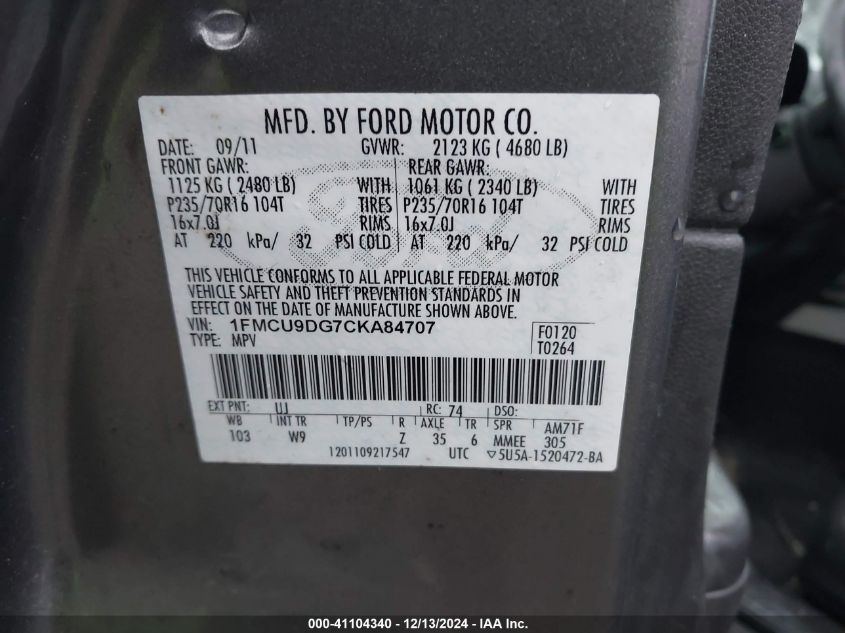 MFD. BY FORD MOTOR CO.
DATE: 09/11 GVWR: 2123 KG ( 4680 LB)
FRONT GAWR: REAR GAWR:
1125 KG ( 2480 LB) WITH 1061 KG ( 2340 LB) WITH
P235/70R16 104T TIRES P235/70R16 104T TIRES
16x7.0J RIMS 16x7.0J RIMS
AT 220 kPa/ 32 PSI COLD AT 220 kPa/ 32 PSI COLD
Ford
THIS VEHICLE CONFORMS TO ALL APPLICABLE FEDERAL MOTOR
VEHICLE SAFETY AND THEFT PREVENTION STANDARDS IN
EFFECT ON THE DATE OF MANUFACTURE SHOWN ABOVE.
VIN: 1FMCU9DG7CKA84707 F0120
TYPE: MPV T0264
EXT PNT: UJ RC: 74 DSO:
WB INT TR TP/PS R AXLE TR SPR AM71F
103 W9 Z 35 6 MMEE 305
1201109217547 UTC ▽5U5A-1520472-BA
000-41104340 - 12/13/2024 - IAA Inc.